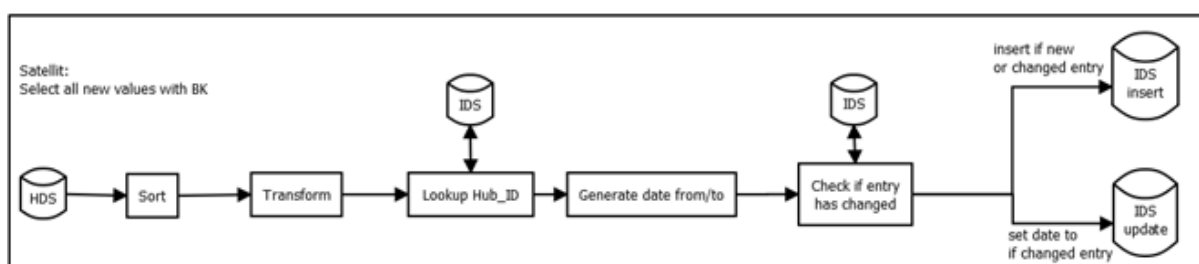 Satellit:
Select all new values with BK
HDS
Sort
Transform
IDS
Lookup Hub_ID
Generate date from/to
IDS
Check if entry
has changed
insert if new
or changed entry
IDS
insert
set date to
if changed entry
IDS
update